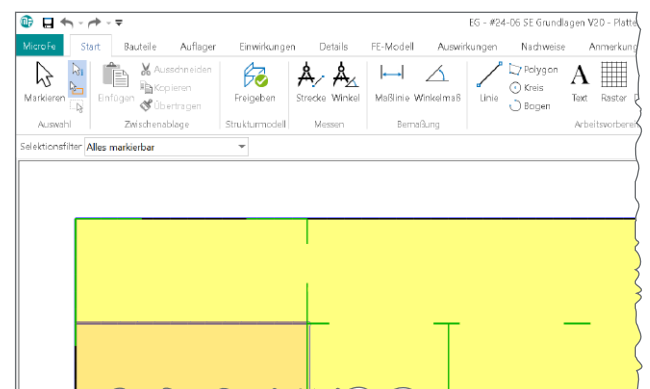 EG - #24-06 SE Grundlagen V20 - Platte
MicroFe Start Bauteile Auflager Einwirkungen Details FE-Modell Auswirkungen Nachweise Anmerkung
Markieren Einfügen Ausschneiden Kopieren Übertragen Freigeben Strecke Winkel Maßlinie Winkelmaß Linie Polygon Kreis Bogen Text Raster
Auswahl Zwischenablage Strukturmodell Messen Bemaßung Arbeitsvorberei
Selektionsfilter Alles markierbar